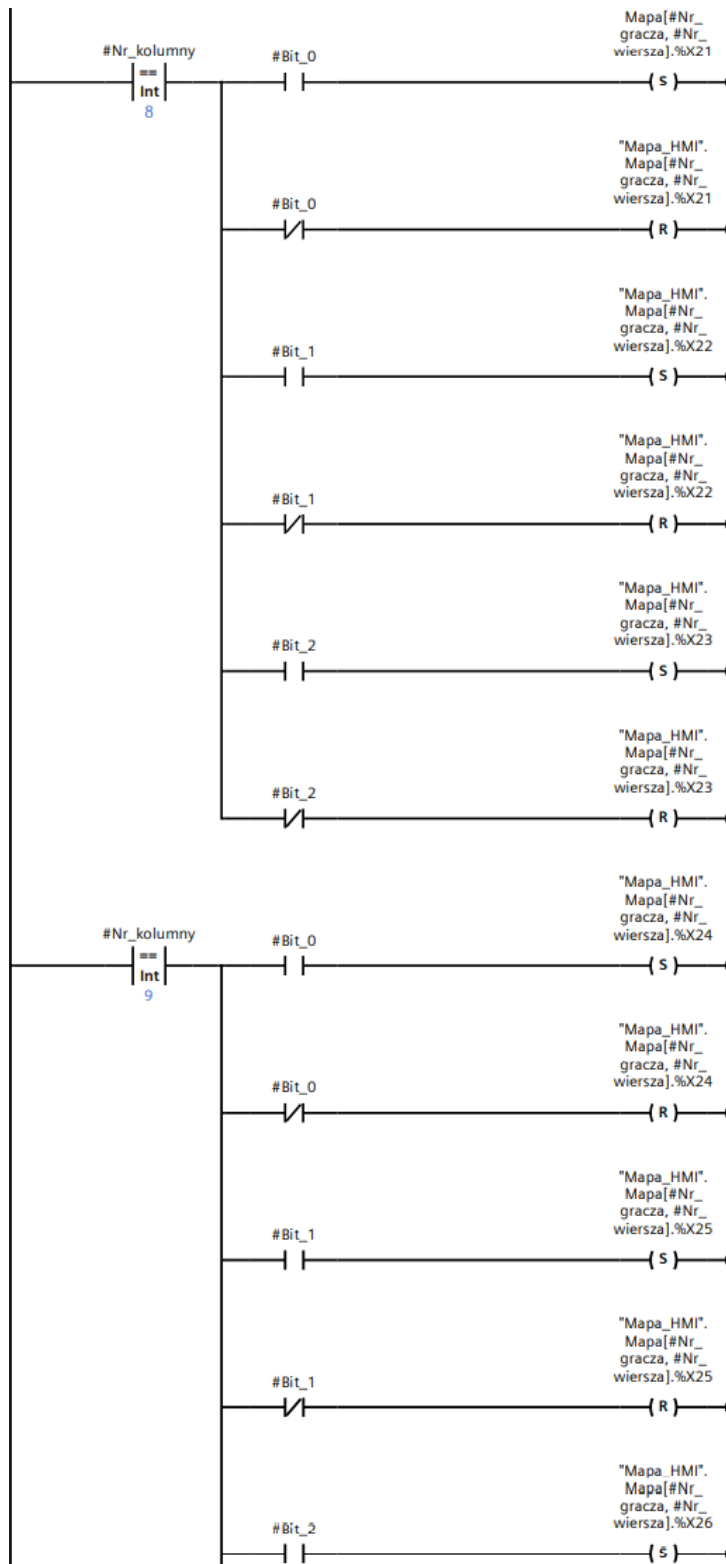 Mapa[#Nr_
gracza, #Nr_
wiersza].%X21
#Nr_kolumny
#Bit_0
==
Int
8
S
"Mapa_HMI".
Mapa[#Nr_
gracza, #Nr_
wiersza].%X21
#Bit_0
R
"Mapa_HMI".
Mapa[#Nr_
gracza, #Nr_
wiersza].%X22
#Bit_1
S
"Mapa_HMI".
Mapa[#Nr_
gracza, #Nr_
wiersza].%X22
#Bit_1
R
"Mapa_HMI".
Mapa[#Nr_
gracza, #Nr_
wiersza].%X23
#Bit_2
S
"Mapa_HMI".
Mapa[#Nr_
gracza, #Nr_
wiersza].%X23
#Bit_2
R
"Mapa_HMI".
Mapa[#Nr_
gracza, #Nr_
wiersza].%X24
#Nr_kolumny
#Bit_0
==
Int
9
S
"Mapa_HMI".
Mapa[#Nr_
gracza, #Nr_
wiersza].%X24
#Bit_0
R
"Mapa_HMI".
Mapa[#Nr_
gracza, #Nr_
wiersza].%X25
#Bit_1
S
"Mapa_HMI".
Mapa[#Nr_
gracza, #Nr_
wiersza].%X25
#Bit_1
R
"Mapa_HMI".
Mapa[#Nr_
gracza, #Nr_
wiersza].%X26
#Bit_2
S